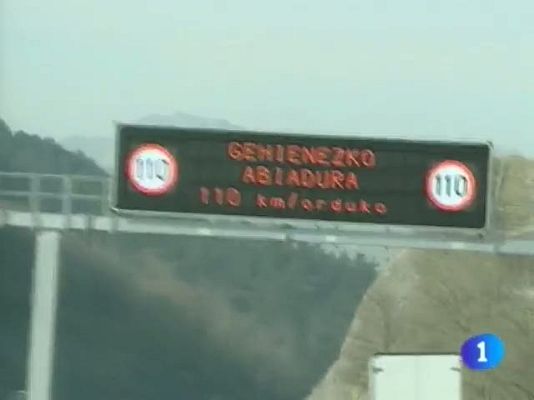 GEHIENEZKO
110 ABIADURA 110
110 km/orduko
1